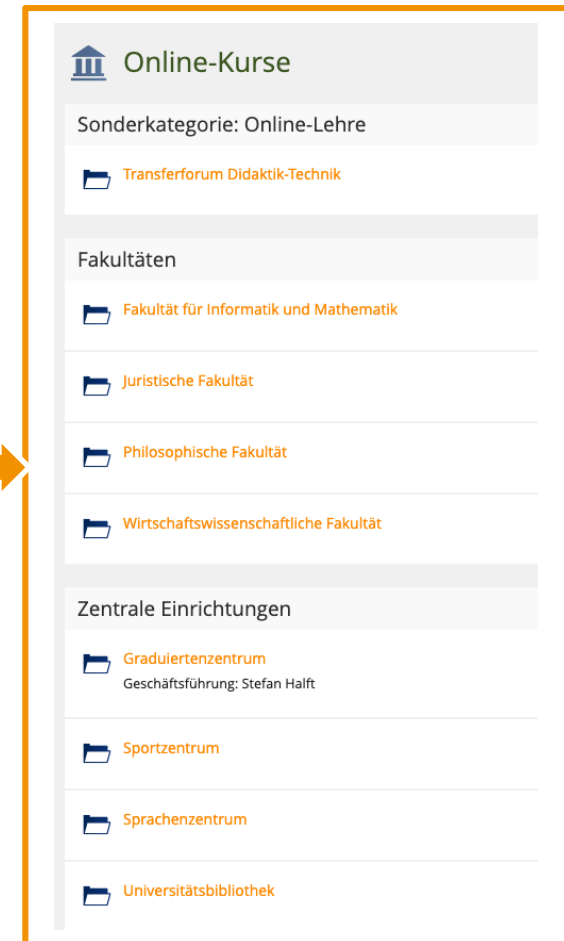 Online-Kurse
Sonderkategorie: Online-Lehre
Transferforum Didaktik-Technik
Fakultäten
Fakultät für Informatik und Mathematik
Juristische Fakultät
Philosophische Fakultät
Wirtschaftswissenschaftliche Fakultät
Zentrale Einrichtungen
Graduiertenzentrum
Geschäftsführung: Stefan Halft
Sportzentrum
Sprachenzentrum
Universitätsbibliothek